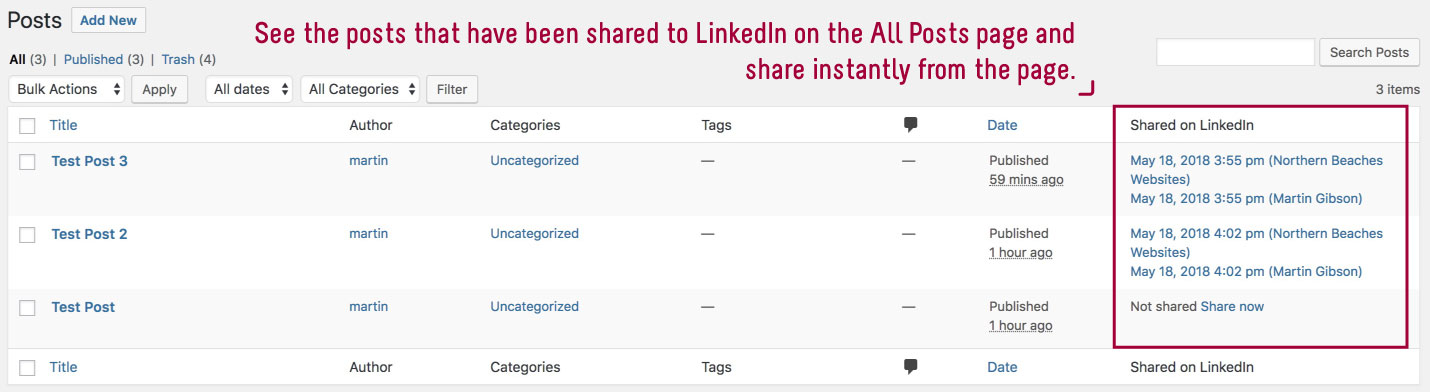 Posts Add New
See the posts that have been shared to LinkedIn on the All Posts page and
share instantly from the page.
All (3) | Published (3) | Trash (4)
Search Posts
Bulk Actions Apply All dates All Categories Filter
3 items
Title Author Categories Tags Date Shared on LinkedIn
Test Post 3 martin Uncategorized — — Published May 18, 2018 3:55 pm (Northern Beaches
59 mins ago Websites)
May 18, 2018 3:55 pm (Martin Gibson)
Test Post 2 martin Uncategorized — — Published May 18, 2018 4:02 pm (Northern Beaches
1 hour ago Websites)
May 18, 2018 4:02 pm (Martin Gibson)
Test Post martin Uncategorized — — Published Not shared Share now
1 hour ago
Title Author Categories Tags Date Shared on LinkedIn